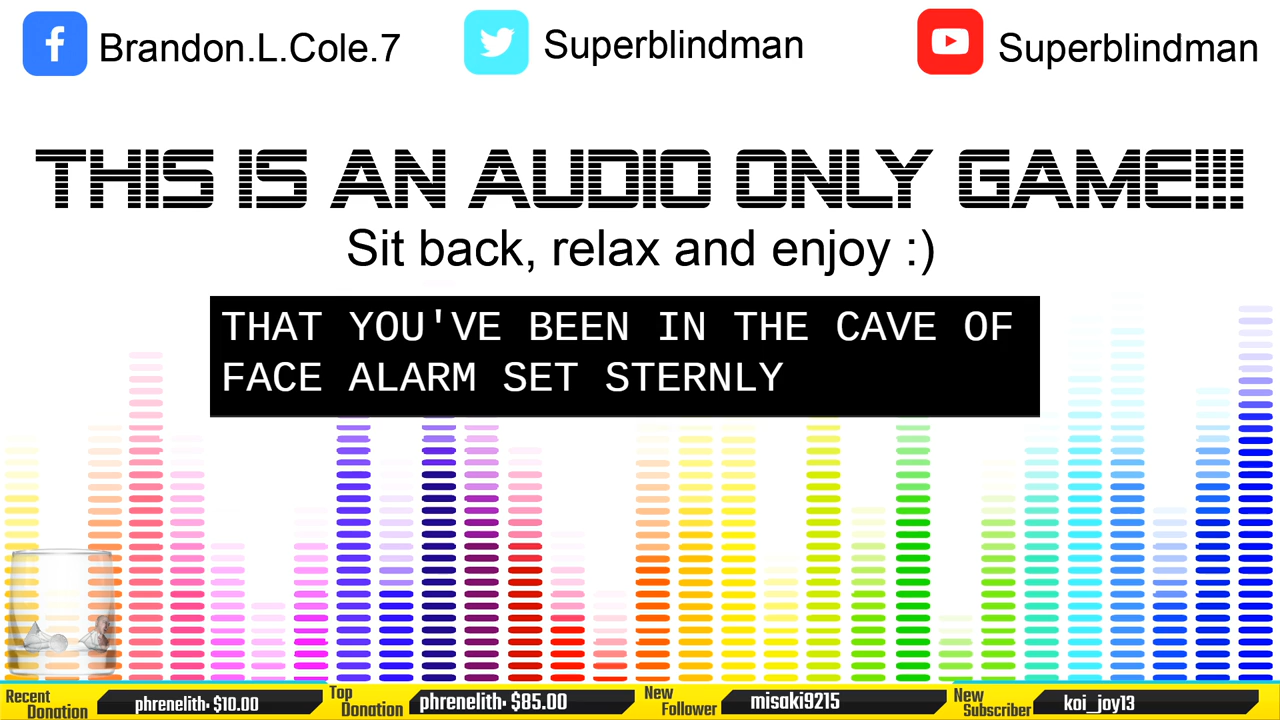 Brandon.L.Cole.7
Superblindman
Superblindman
THIS IS AN AUDIO ONLY GAME!!!
Sit back, relax and enjoy :)
THAT YOU'VE BEEN IN THE CAVE OF
FACE ALARM SET STERNLY
Recent Donation
phrenelith: $10.00
Top Donation
phrenelith: $85.00
New Follower
misaki9215
New Subscriber
koi_joy13